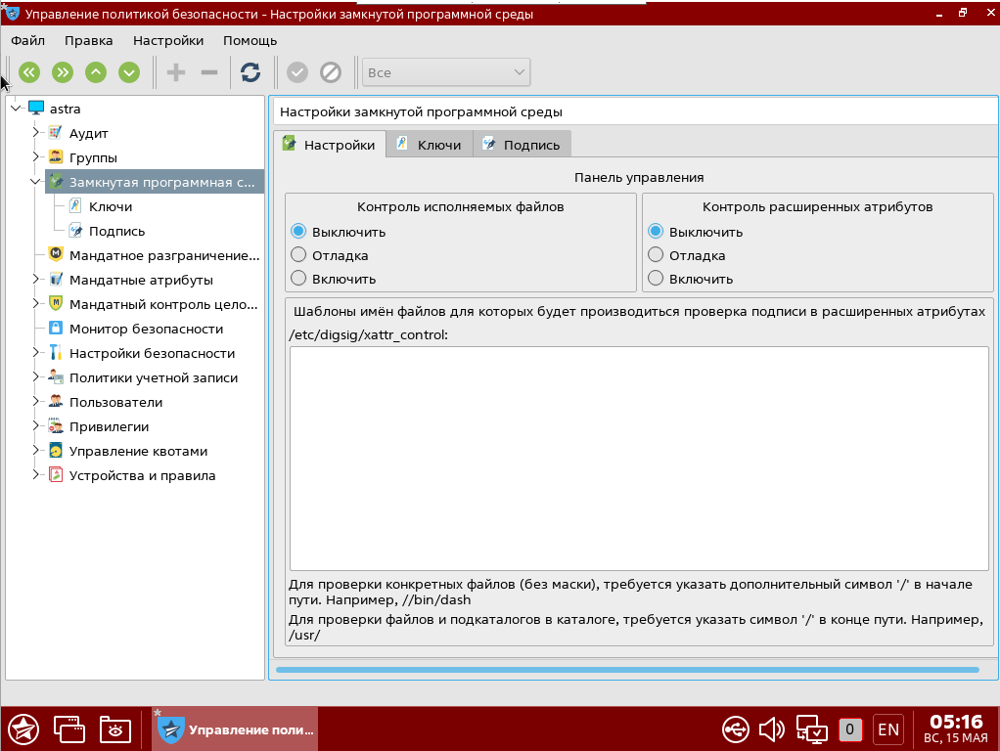 Управление политикой безопасности – Настройки замкнутой программной среды
Файл Правка Настройки Помощь
Все
astra
Аудит
Группы
Замкнутая программная с...
Ключи
Подпись
Мандатное разграничение...
Мандатные атрибуты
Мандатный контроль цело...
Монитор безопасности
Настройки безопасности
Политики учетной записи
Пользователи
Привилегии
Управление квотами
Устройства и правила
Настройки замкнутой программной среды
Настройки Ключи Подпись
Панель управления
Контроль исполняемых файлов
Выключить
Отладка
Включить
Контроль расширенных атрибутов
Выключить
Отладка
Включить
Шаблоны имён файлов для которых будет производиться проверка подписи в расширенных атрибутах
/etc/digsig/xattr_control:
Для проверки конкретных файлов (без маски), требуется указать дополнительный символ '/' в начале
пути. Например, //bin/dash
Для проверки файлов и подкаталогов в каталоге, требуется указать символ '/' в конце пути. Например,
/usr/
Управление поли...
0
EN
05:16
ВС, 15 МАЯ